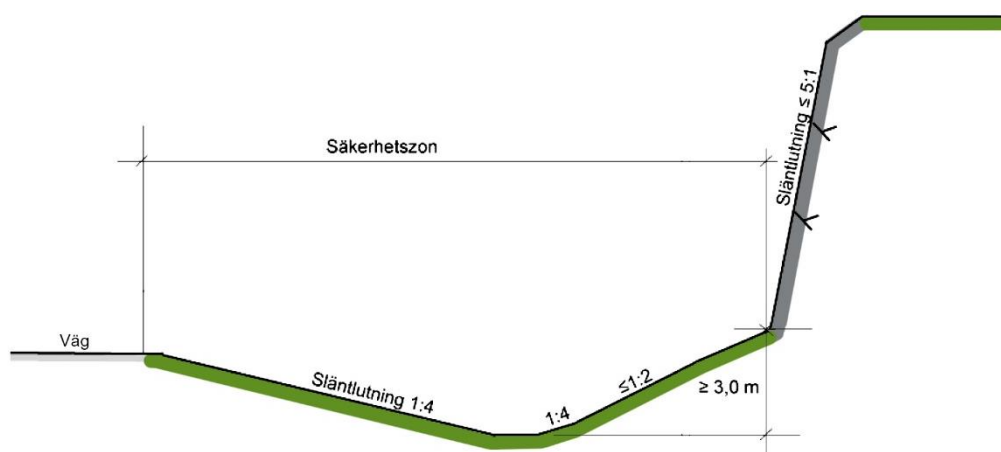 Säkerhetszon
Släntlutning ≤ 5:1
Väg
Släntlutning 1:4
1:4
≤1:2
≥ 3,0 m